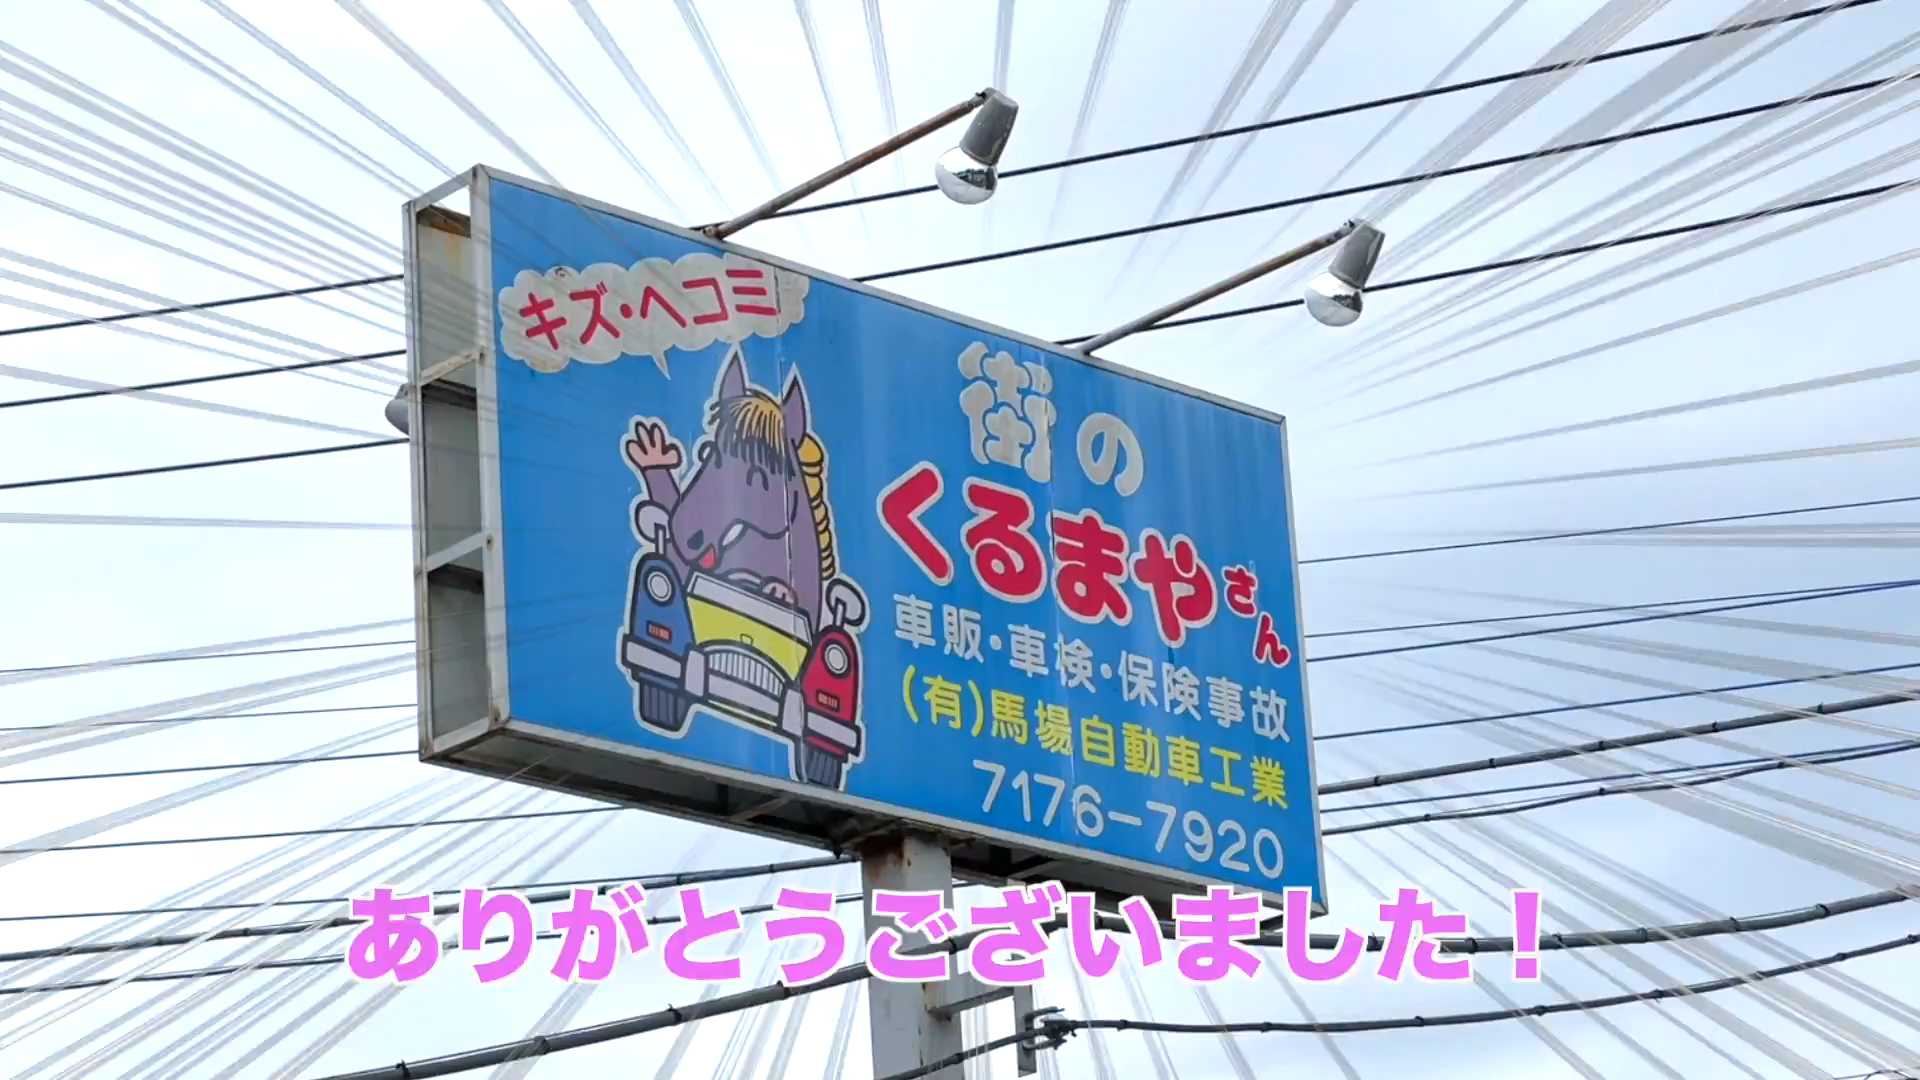 キズ・ヘコミ
街の
くるまやさん
車販・車検・保険事故
(有)馬場自動車工業
7176-7920
ありがとうございました!